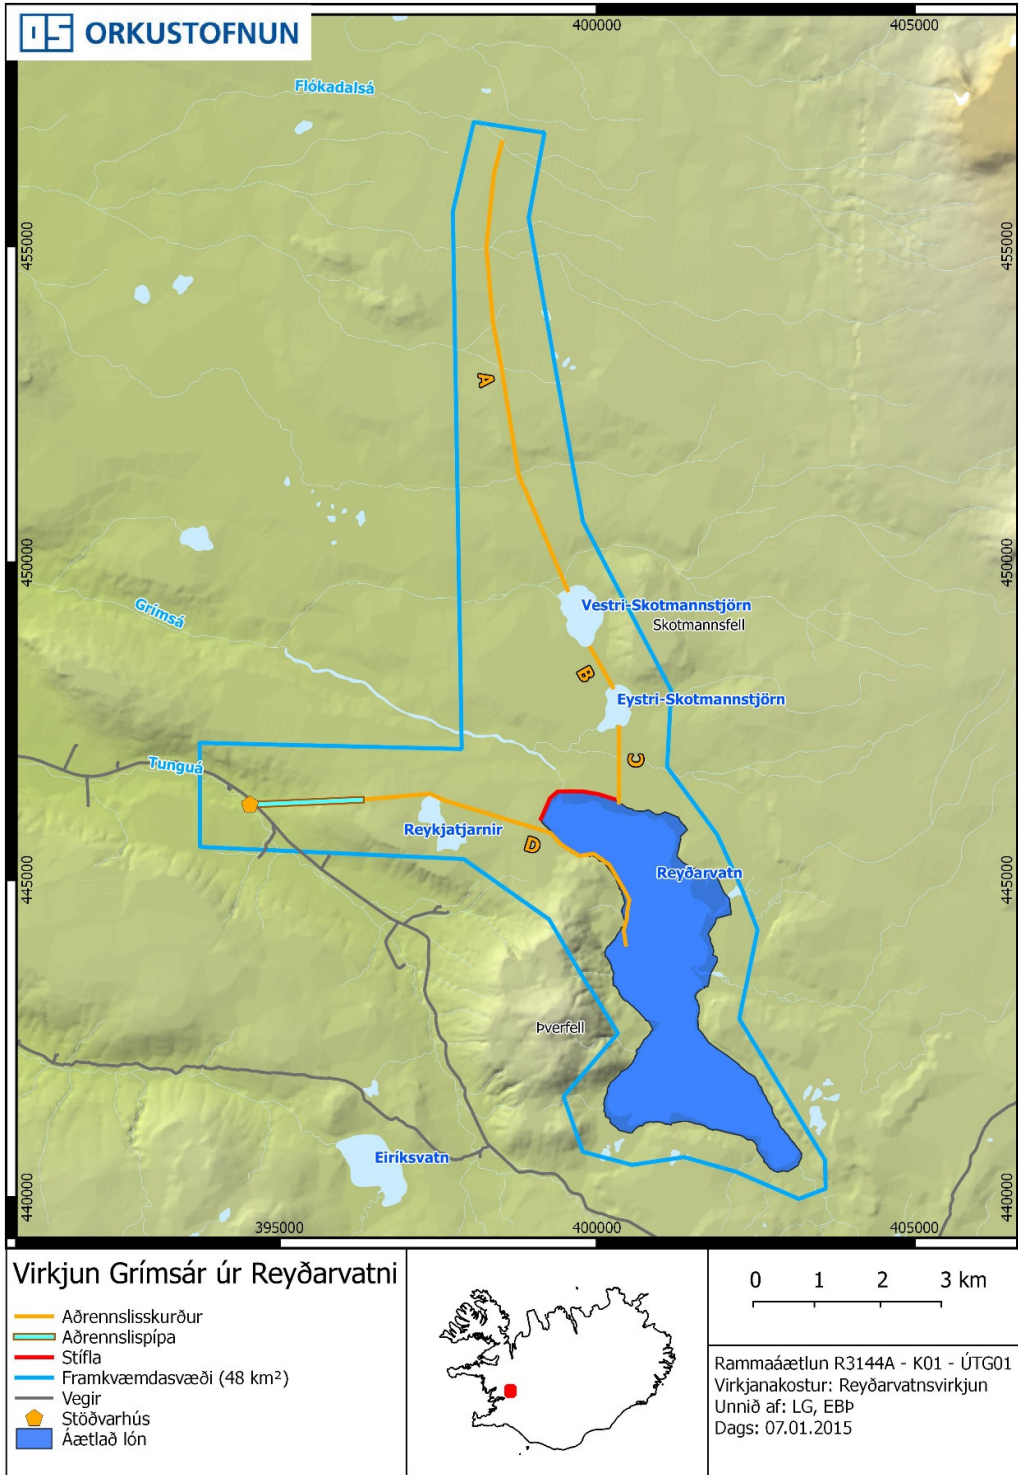 OS ORKUSTOFNUN
400000
405000
Flókadalsá
455000
455000
A
450000
450000
Vestri-Skotmannstjörn
Skotmannsfell
Grímsá
B
Eystri-Skotmannstjörn
C
Tunguá
Reykjatjarnir
D
Reyðarvatn
445000
445000
Þverfell
Eiríksvatn
440000
440000
395000
400000
405000
Virkjun Grímsár úr Reyðarvatni
Aðrennslisskurður
Aðrennslispípa
Stífla
Framkvæmdasvæði (48 km²)
Vegir
Stöðvarhús
Áætlað lón
0 1 2 3 km
Rammaáætlun R3144A - K01 - ÚTG01
Virkjanakostur: Reyðarvatnsvirkjun
Unnið af: LG, EBÞ
Dags: 07.01.2015